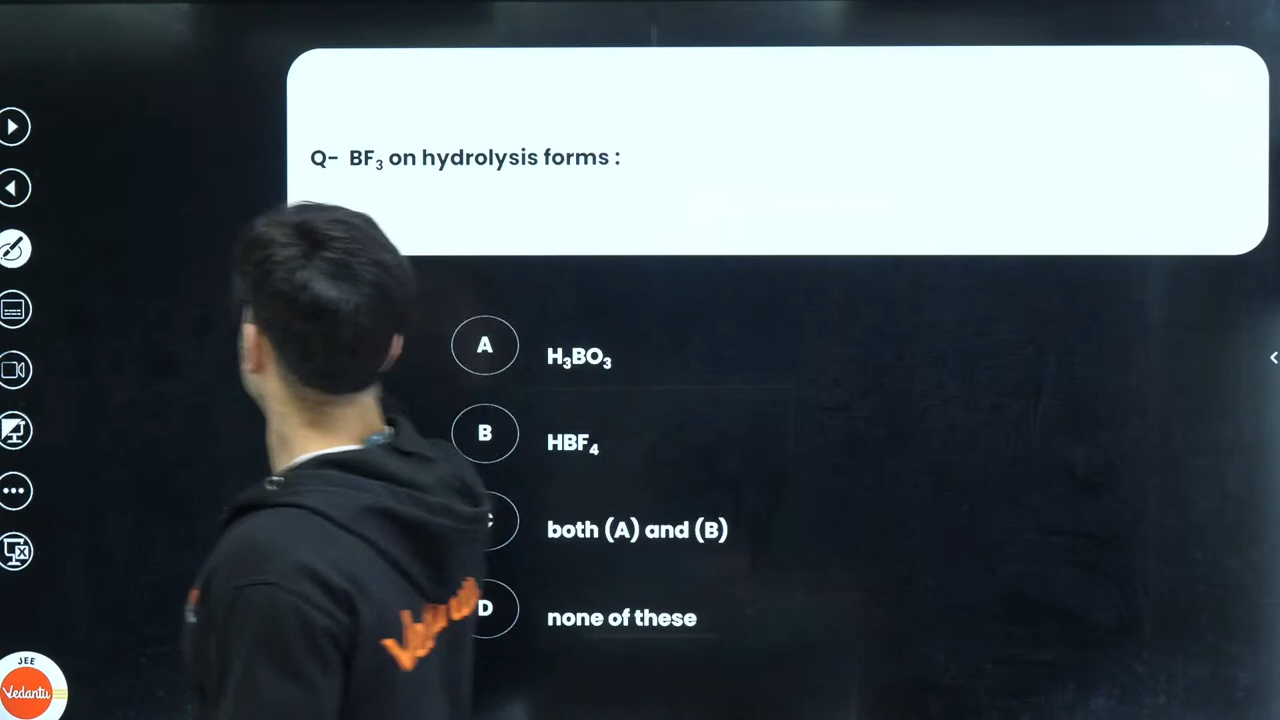 Q- BF₃ on hydrolysis forms :
A H₃BO₃
B HBF₄
both (A) and (B)
D none of these
JEE
Vedantu